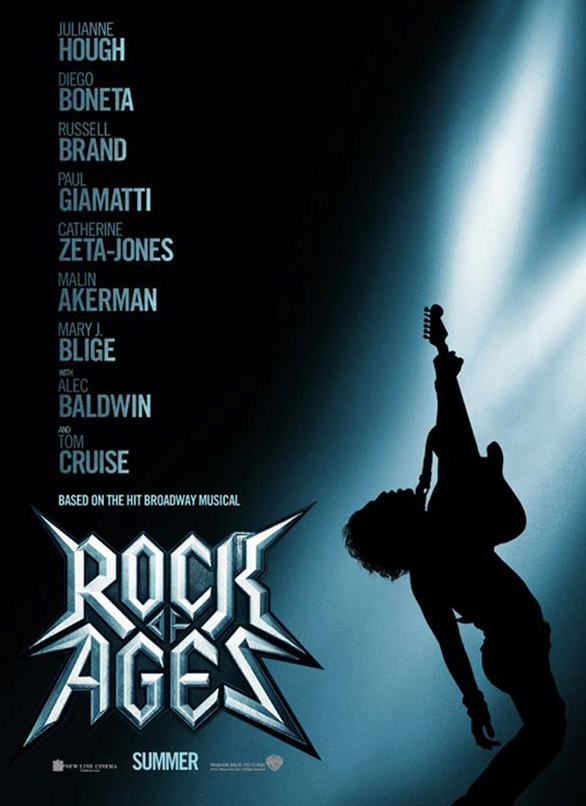 JULIANNE
HOUGH
DIEGO
BONETA
RUSSELL
BRAND
PAUL
GIAMATTI
CATHERINE
ZETA-JONES
MALIN
AKERMAN
MARY J.
BLIGE
WITH
ALEC
BALDWIN
AND
TOM
CRUISE
BASED ON THE HIT BROADWAY MUSICAL
ROCK
OF
AGES
NEW LINE CINEMA
SUMMER
WARNER BROS. PICTURES